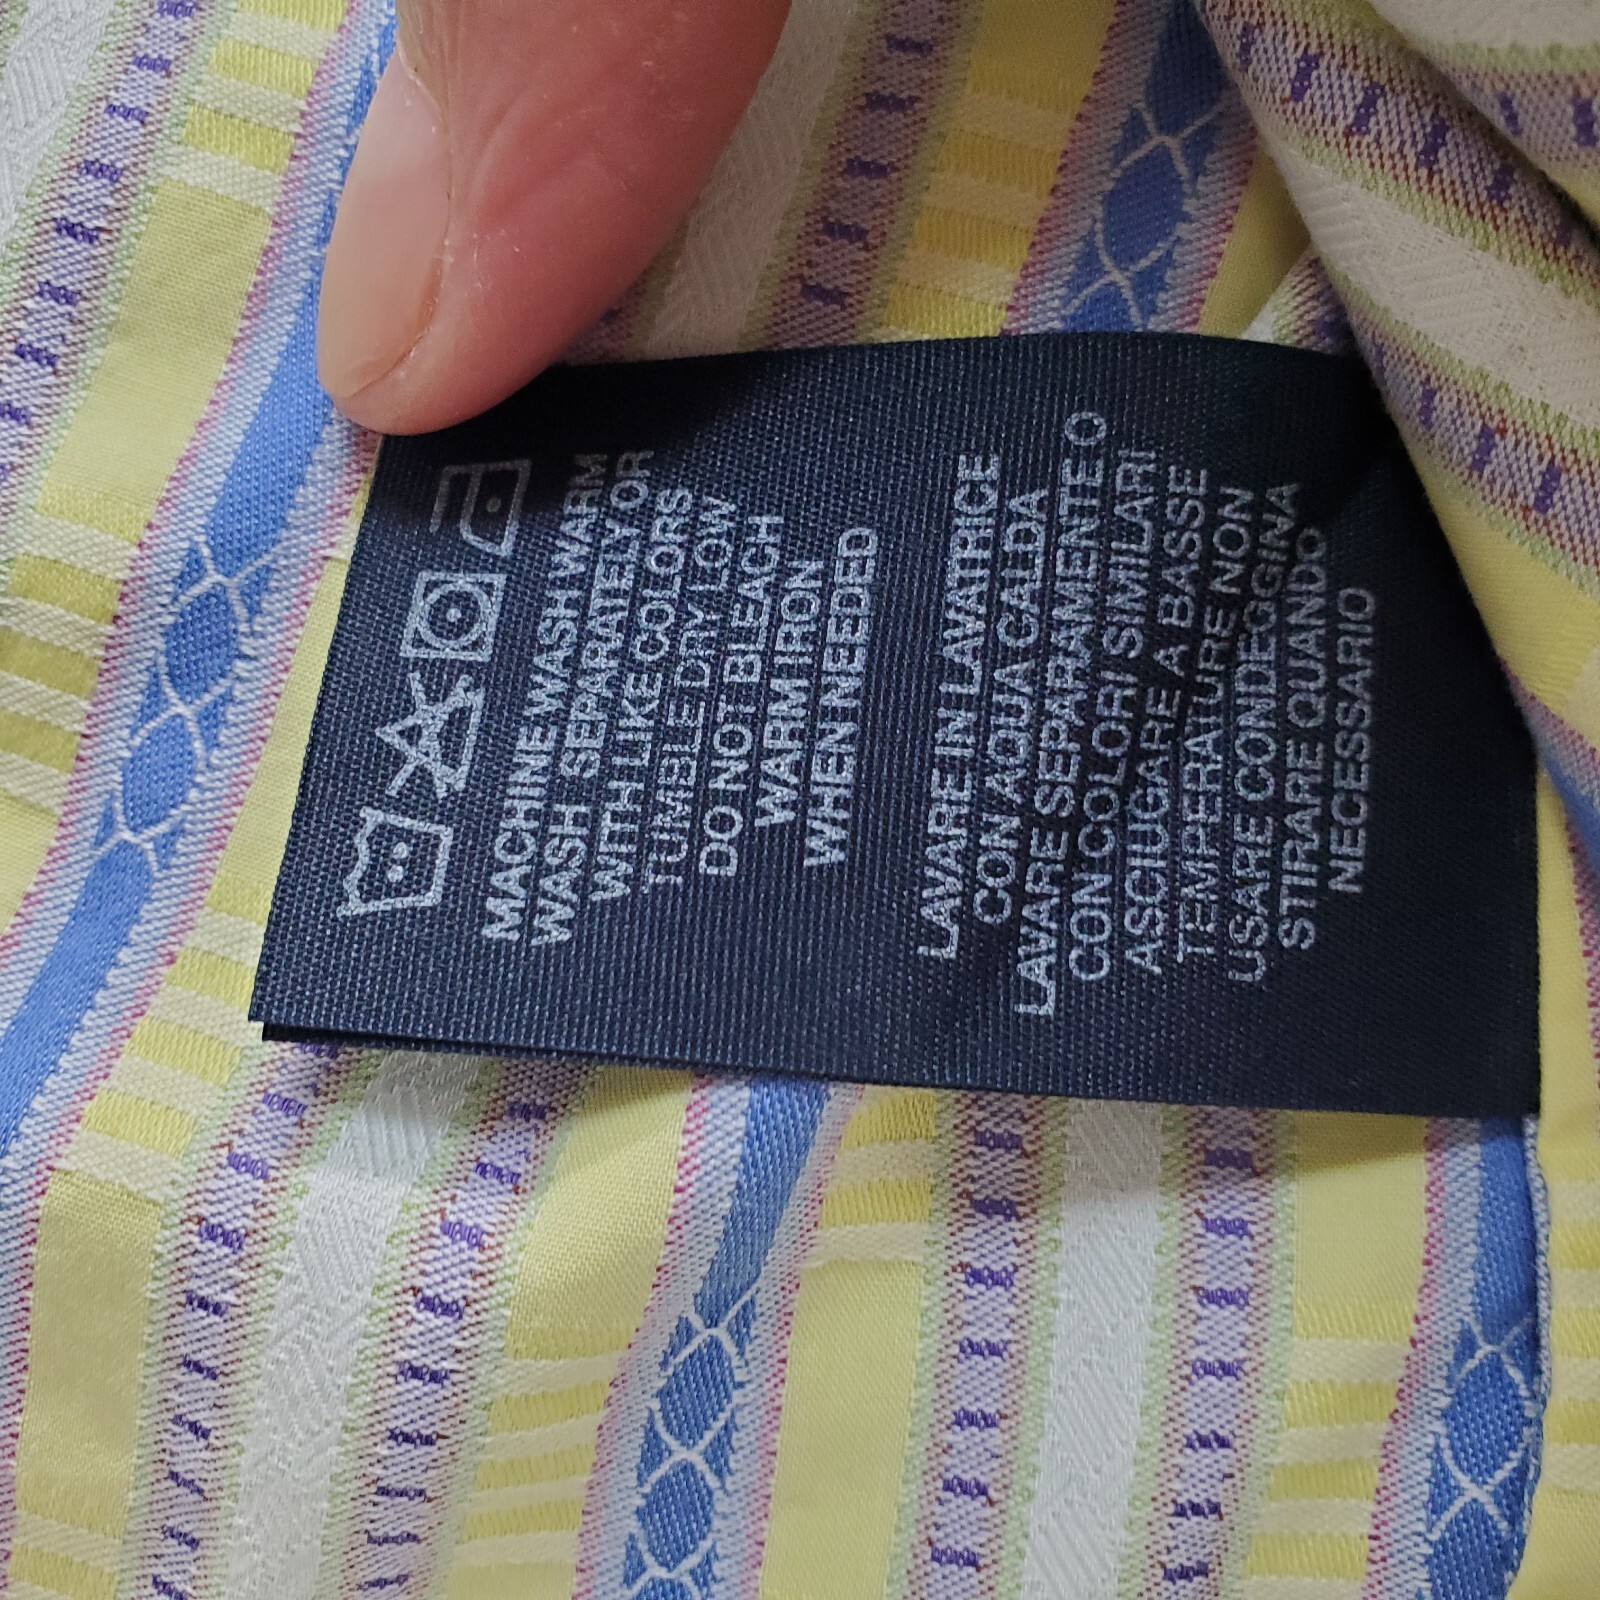 MACHINE WASH WARM
WASH SEPARATELY OR
WITH LIKE COLORS
TUMBLE DRY LOW
DO NOT BLEACH
WARM IRON
WHEN NEEDED
LAVARE IN LAVATRICE
CON AQUA CALDA
LAVARE SEPARAMENTE O
CON COLORI SIMILARI
ASCIUGARE A BASSE
TEMPERATURE NON
USARE CONDEGGINA
STIRARE QUANDO
NECESSARIO